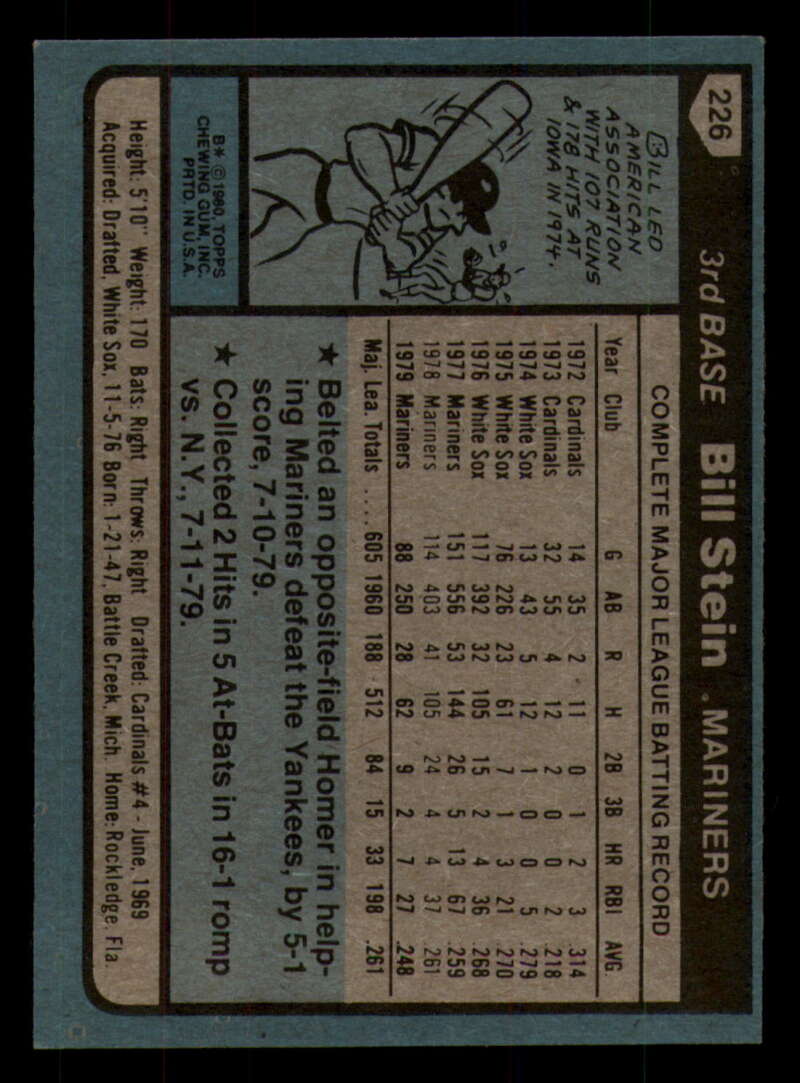 226
3rd BASE Bill Stein . MARINERS
BILL LED
AMERICAN
ASSOCIATION
WITH 107 RUNS
& 178 HITS AT
IOWA IN 1974.
B* © 1980, TOPPS
CHEWING GUM, INC.
PRTD. IN U.S.A.
COMPLETE MAJOR LEAGUE BATTING RECORD
Year Club G AB R H 2B 3B HR RBI AVG.
1972 Cardinals 14 35 2 11 0 1 2 3 .314
1973 Cardinals 32 55 4 12 2 0 0 2 .218
1974 White Sox 13 43 5 12 1 0 0 5 .279
1975 White Sox 76 226 23 61 7 1 3 21 .270
1976 White Sox 117 392 32 105 15 2 4 36 .268
1977 Mariners 151 556 53 144 26 5 13 67 .259
1978 Mariners 114 403 41 105 24 4 4 37 .261
1979 Mariners 88 250 28 62 9 2 7 27 .248
Maj. Lea. Totals .... 605 1960 188 512 84 15 33 198 .261
★ Belted an opposite-field Homer in help-
ing Mariners defeat the Yankees, by 5-1
score, 7-10-79.
★ Collected 2 Hits in 5 At-Bats in 16-1 romp
vs. N.Y., 7-11-79.
Height: 5'10" Weight: 170 Bats: Right Throws: Right Drafted: Cardinals #4 - June, 1969
Acquired: Drafted, White Sox, 11-5-76 Born: 1-21-47, Battle Creek, Mich. Home: Rockledge, Fla.